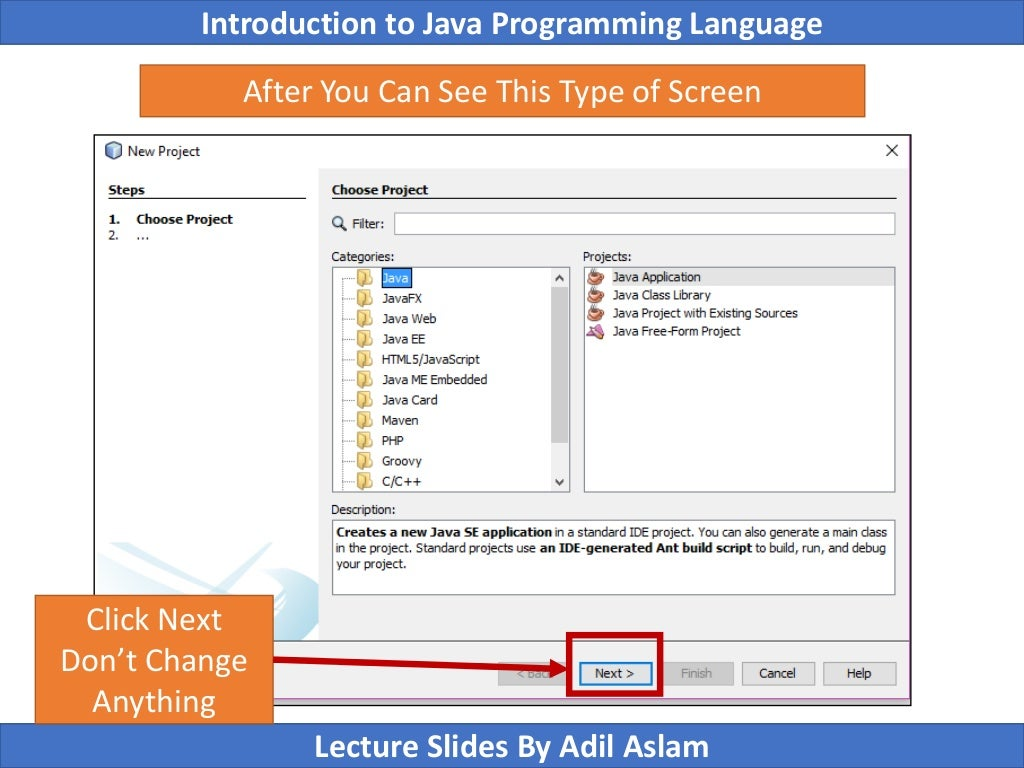 Introduction to Java Programming Language
After You Can See This Type of Screen
New Project
Steps
1. Choose Project
2. ...
Choose Project
Filter:
Categories:
Java
JavaFX
Java Web
Java EE
HTML5/JavaScript
Java ME Embedded
Java Card
Maven
PHP
Groovy
C/C++
Projects:
Java Application
Java Class Library
Java Project with Existing Sources
Java Free-Form Project
Description:
Creates a new Java SE application in a standard IDE project. You can also generate a main class
in the project. Standard projects use an IDE-generated Ant build script to build, run, and debug
your project.
Click Next
Don’t Change
Anything
< Back
Next >
Finish
Cancel
Help
Lecture Slides By Adil Aslam